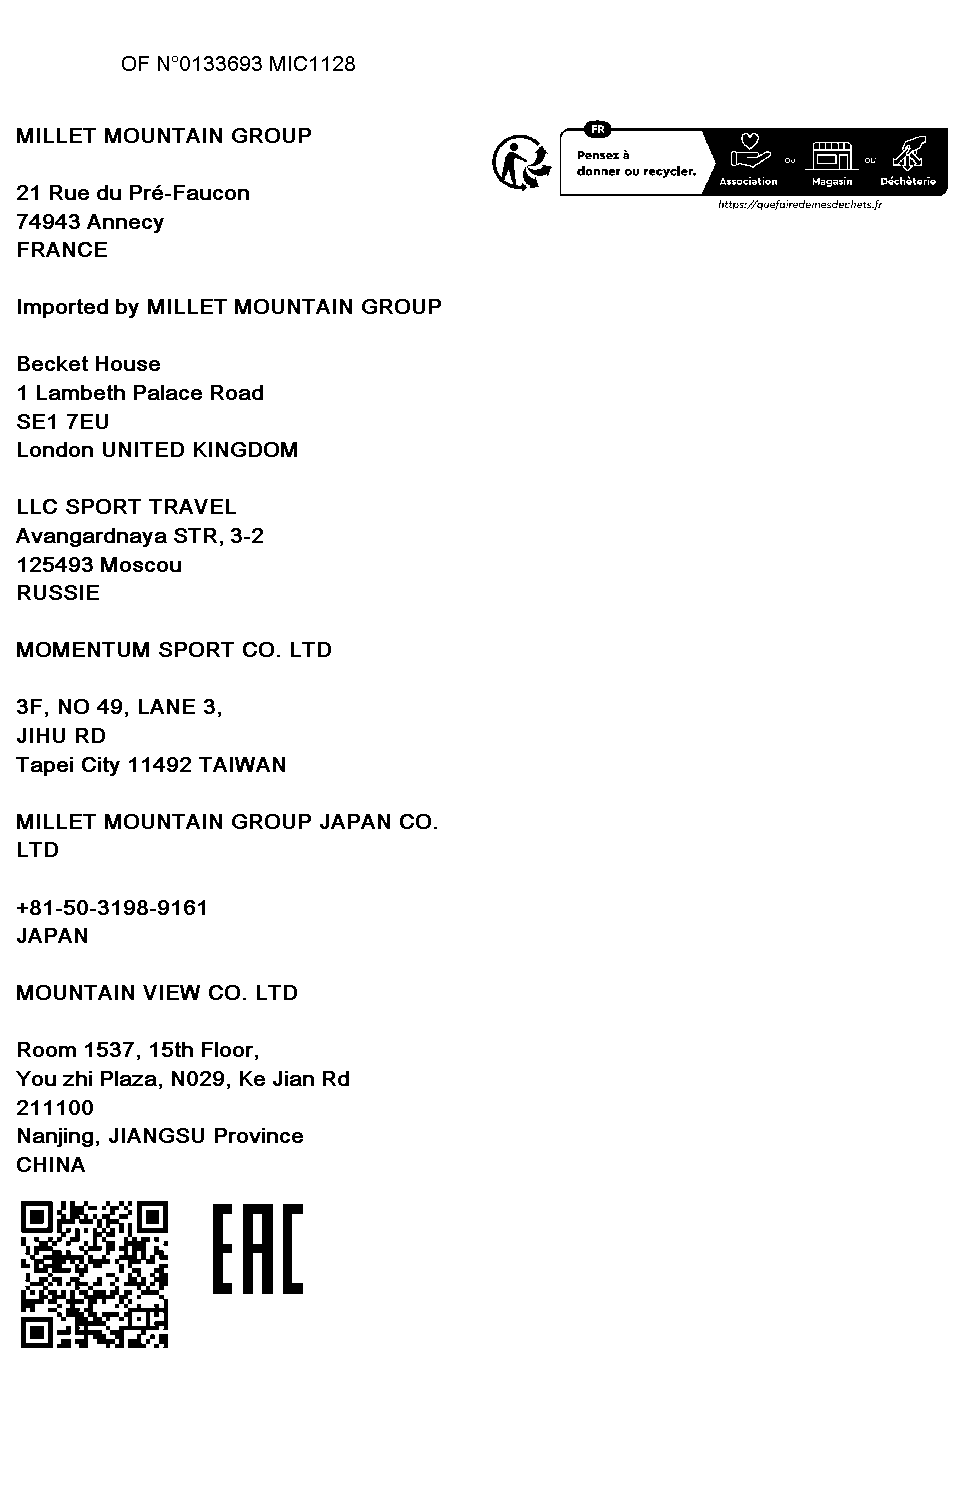 OF N°0133693 MIC1128
MILLET MOUNTAIN GROUP
21 Rue du Pré-Faucon
74943 Annecy
FRANCE
Imported by MILLET MOUNTAIN GROUP
Becket House
1 Lambeth Palace Road
SE1 7EU
London UNITED KINGDOM
LLC SPORT TRAVEL
Avangardnaya STR, 3-2
125493 Moscou
RUSSIE
MOMENTUM SPORT CO. LTD
3F, NO 49, LANE 3,
JIHU RD
Tapei City 11492 TAIWAN
MILLET MOUNTAIN GROUP JAPAN CO.
LTD
+81-50-3198-9161
JAPAN
MOUNTAIN VIEW CO. LTD
Room 1537, 15th Floor,
You zhi Plaza, N029, Ke Jian Rd
211100
Nanjing, JIANGSU Province
CHINA
EAC
FR
Pensez à
donner ou recycler.
Association ou Magasin ou Déchèterie
https://quefairedemesdechets.fr